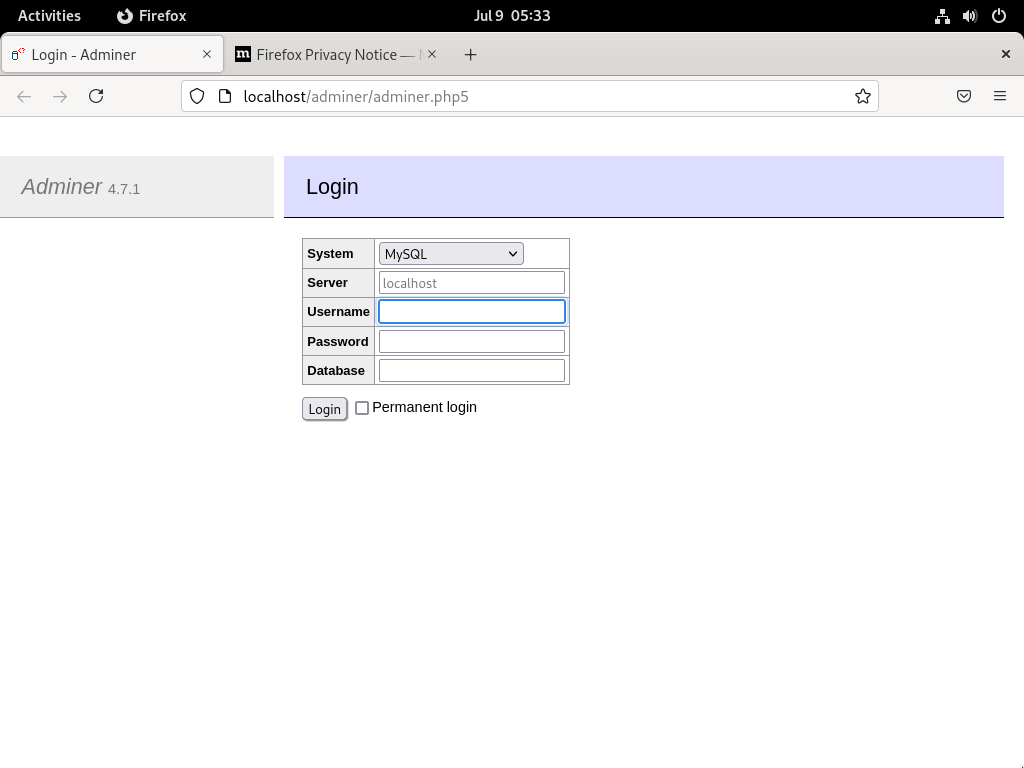 Activities Firefox Jul 9 05:33
Login - Adminer Firefox Privacy Notice —
localhost/adminer/adminer.php5
Adminer 4.7.1
Login
System MySQL
Server localhost
Username
Password
Database
Login Permanent login